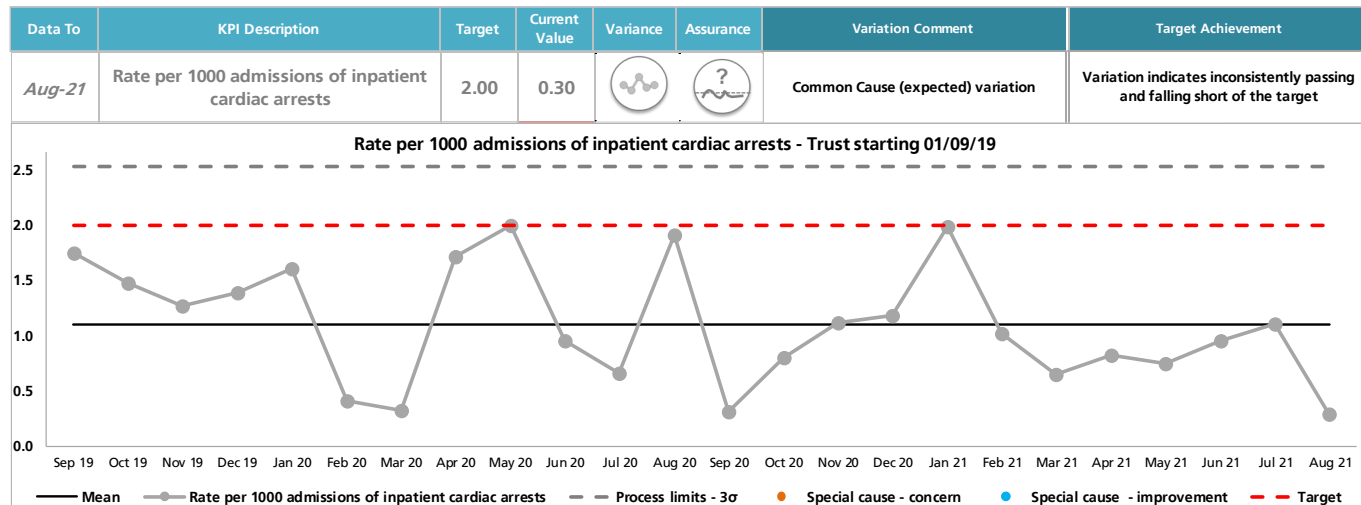 Data To KPI Description Target Current Value Variance Assurance Variation Comment Target Achievement
Aug-21 Rate per 1000 admissions of inpatient cardiac arrests 2.00 0.30 ? Common Cause (expected) variation Variation indicates inconsistently passing and falling short of the target
Rate per 1000 admissions of inpatient cardiac arrests - Trust starting 01/09/19
2.5
2.0
1.5
1.0
0.5
0.0
Sep 19 Oct 19 Nov 19 Dec 19 Jan 20 Feb 20 Mar 20 Apr 20 May 20 Jun 20 Jul 20 Aug 20 Sep 20 Oct 20 Nov 20 Dec 20 Jan 21 Feb 21 Mar 21 Apr 21 May 21 Jun 21 Jul 21 Aug 21
Mean Rate per 1000 admissions of inpatient cardiac arrests Process limits - 3σ Special cause - concern Special cause - improvement Target